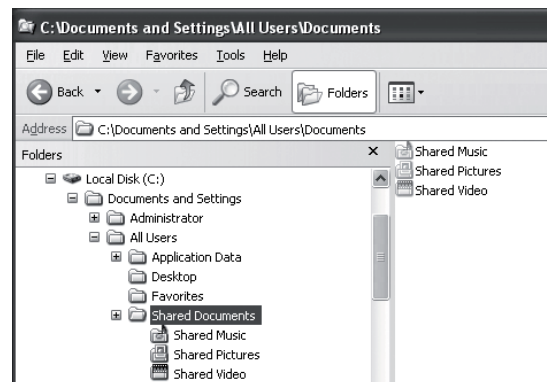 C:\Documents and Settings\All Users\Documents
File Edit View Favorites Tools Help
Back Search Folders
Address C:\Documents and Settings\All Users\Documents
Folders
Local Disk (C:)
Documents and Settings
Administrator
All Users
Application Data
Desktop
Favorites
Shared Documents
Shared Music
Shared Pictures
Shared Video
Shared Music
Shared Pictures
Shared Video